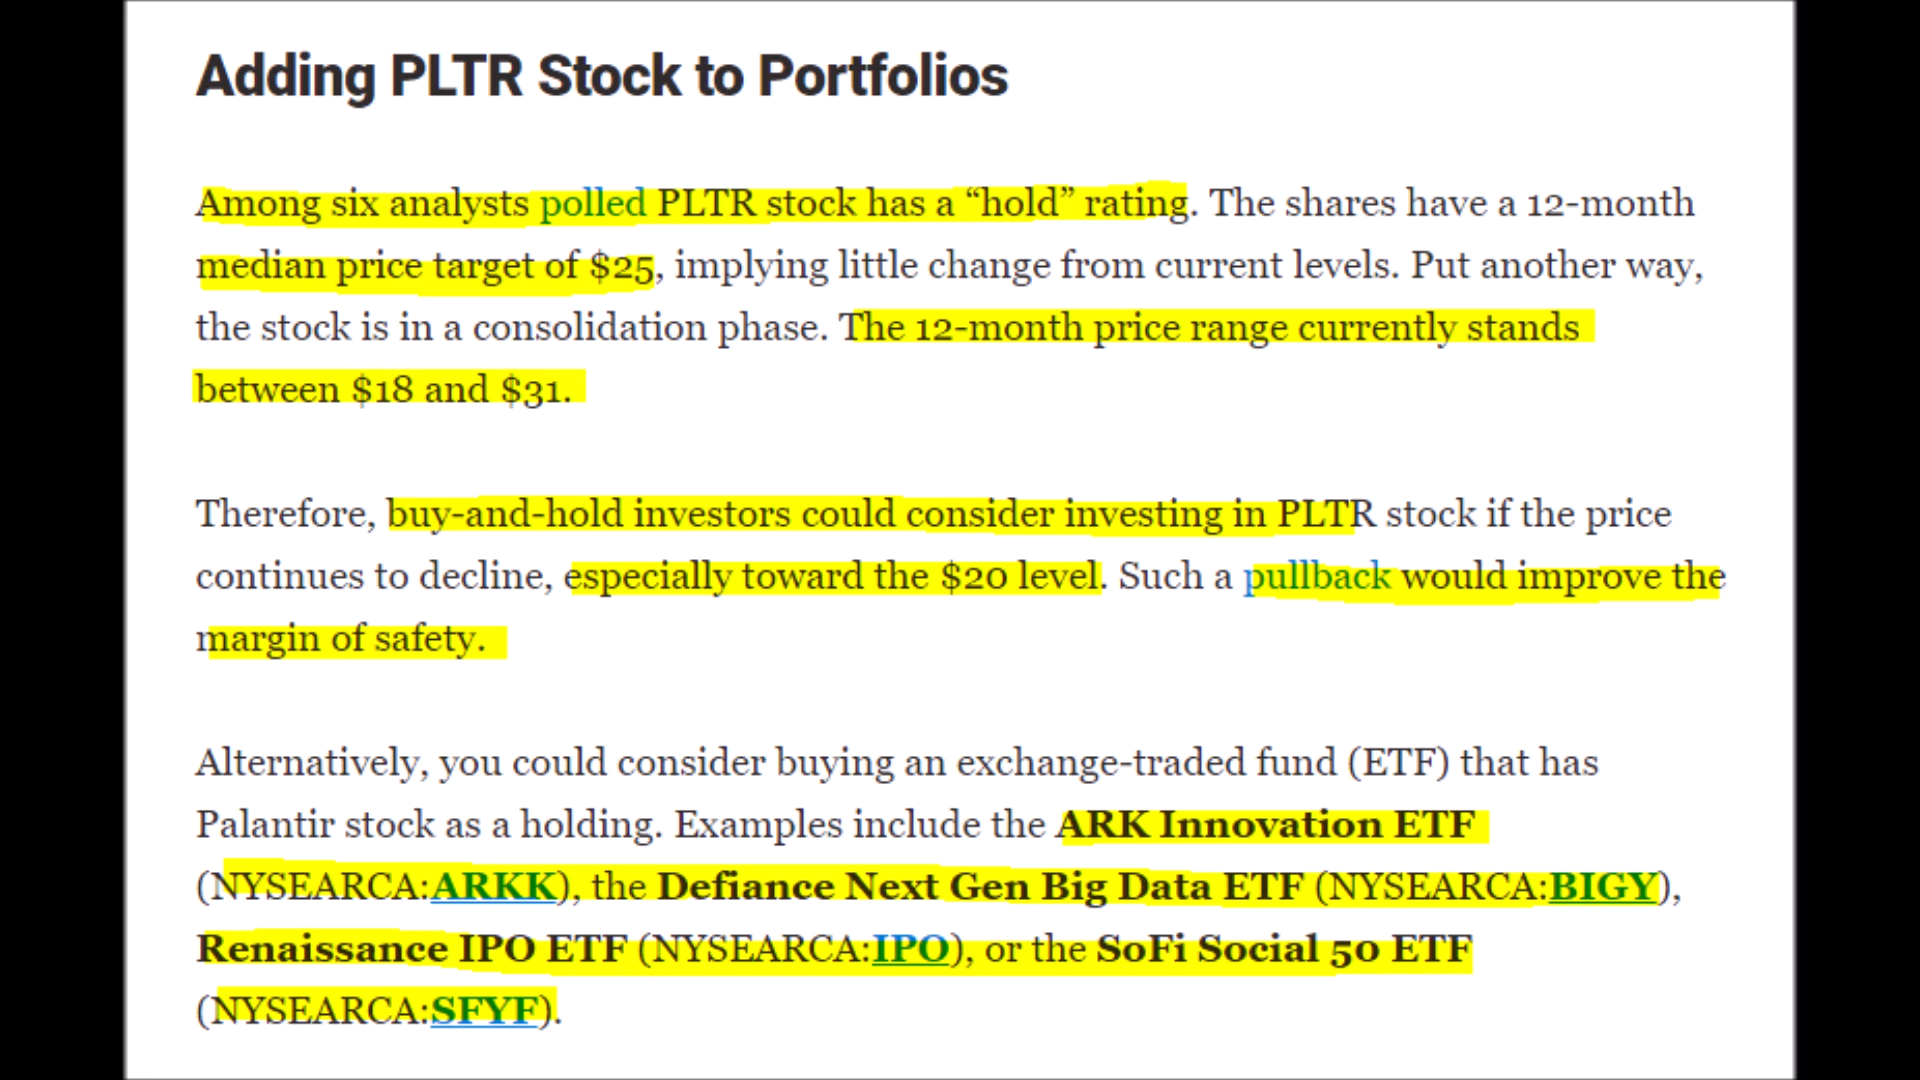 Adding PLTR Stock to Portfolios
Among six analysts polled PLTR stock has a “hold” rating. The shares have a 12-month
median price target of $25, implying little change from current levels. Put another way,
the stock is in a consolidation phase. The 12-month price range currently stands
between $18 and $31.
Therefore, buy-and-hold investors could consider investing in PLTR stock if the price
continues to decline, especially toward the $20 level. Such a pullback would improve the
margin of safety.
Alternatively, you could consider buying an exchange-traded fund (ETF) that has
Palantir stock as a holding. Examples include the ARK Innovation ETF
(NYSEARCA:ARKK), the Defiance Next Gen Big Data ETF (NYSEARCA:BIGY),
Renaissance IPO ETF (NYSEARCA:IPO), or the SoFi Social 50 ETF
(NYSEARCA:SFYF).